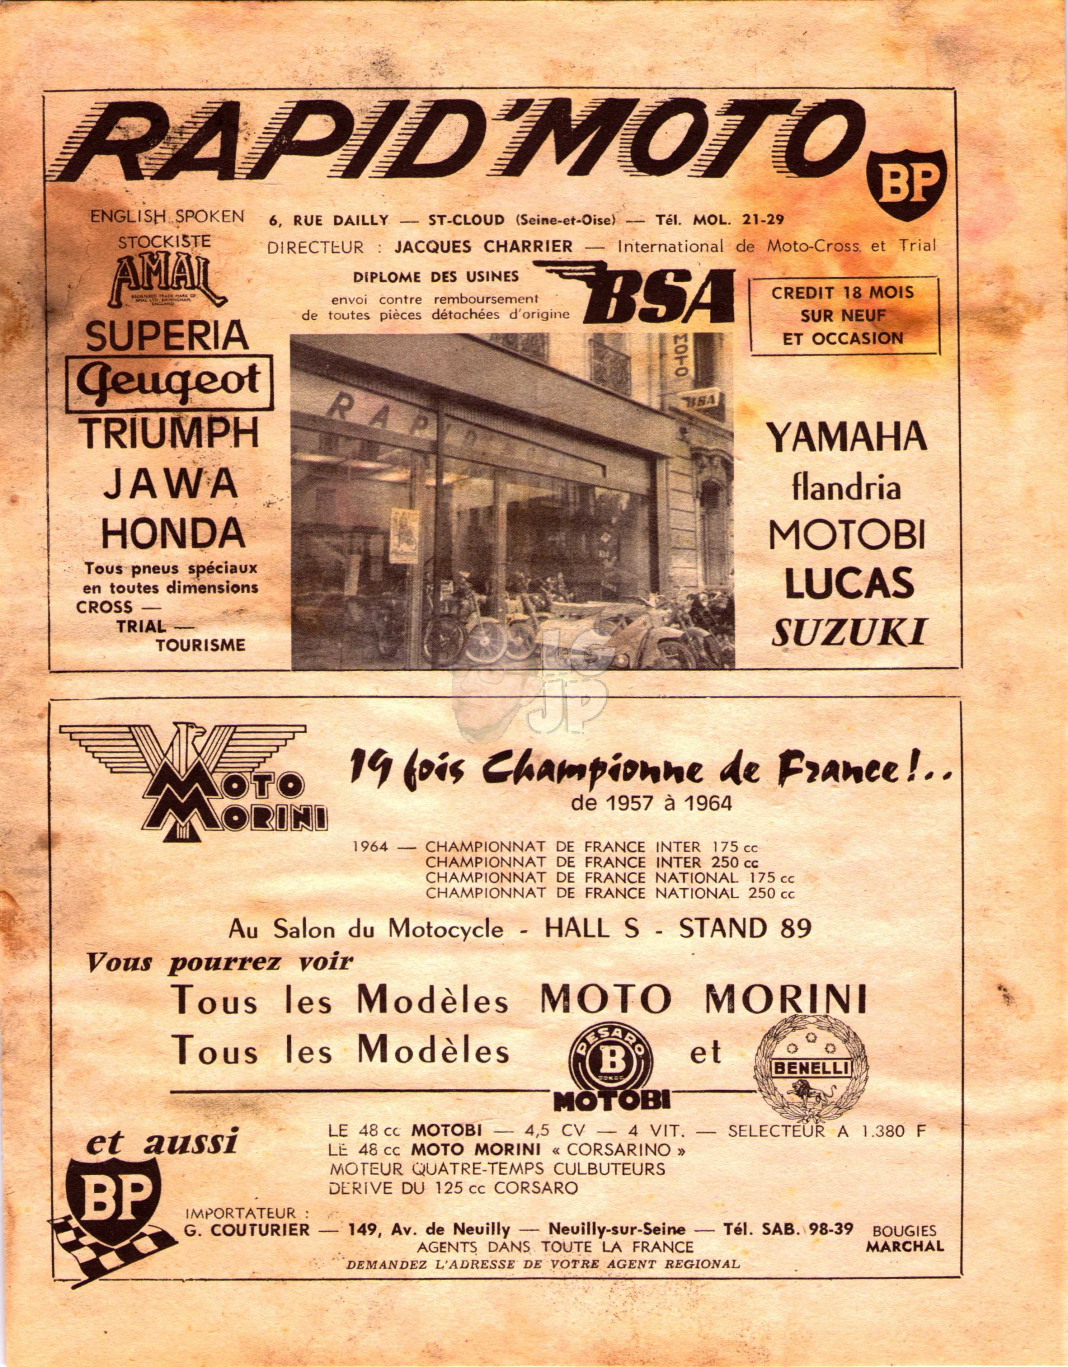 RAPID'MOTO
BP
ENGLISH SPOKEN
6, RUE DAILLY — ST-CLOUD (Seine-et-Oise) — Tél. MOL. 21-29
STOCKISTE
AMAL
DIRECTEUR : JACQUES CHARRIER — International de Moto-Cross et Trial
DIPLOME DES USINES
BSA
envoi contre remboursement
de toutes pièces détachées d'origine
CREDIT 18 MOIS
SUR NEUF
ET OCCASION
SUPERIA
Peugeot
TRIUMPH
JAWA
HONDA
Tous pneus spéciaux
en toutes dimensions
CROSS —
TRIAL —
TOURISME
MOTO
BSA
RAPID'
YAMAHA
flandria
MOTOBI
LUCAS
SUZUKI
JP
MOTO
MORINI
19 fois Championne de France!..
de 1957 à 1964
1964 — CHAMPIONNAT DE FRANCE INTER 175 cc
CHAMPIONNAT DE FRANCE INTER 250 cc
CHAMPIONNAT DE FRANCE NATIONAL 175 cc
CHAMPIONNAT DE FRANCE NATIONAL 250 cc
Au Salon du Motocycle - HALL S - STAND 89
Vous pourrez voir
Tous les Modèles MOTO MORINI
Tous les Modèles
PESARO
B
MOTOBI
et
BENELLI
et aussi
LE 48 cc MOTOBI — 4,5 CV — 4 VIT. — SELECTEUR A 1.380 F
LE 48 cc MOTO MORINI « CORSARINO »
MOTEUR QUATRE-TEMPS CULBUTEURS
DERIVE DU 125 cc CORSARO
BP
IMPORTATEUR :
G. COUTURIER — 149, Av. de Neuilly — Neuilly-sur-Seine — Tél. SAB. 98-39
AGENTS DANS TOUTE LA FRANCE
DEMANDEZ L'ADRESSE DE VOTRE AGENT REGIONAL
BOUGIES
MARCHAL